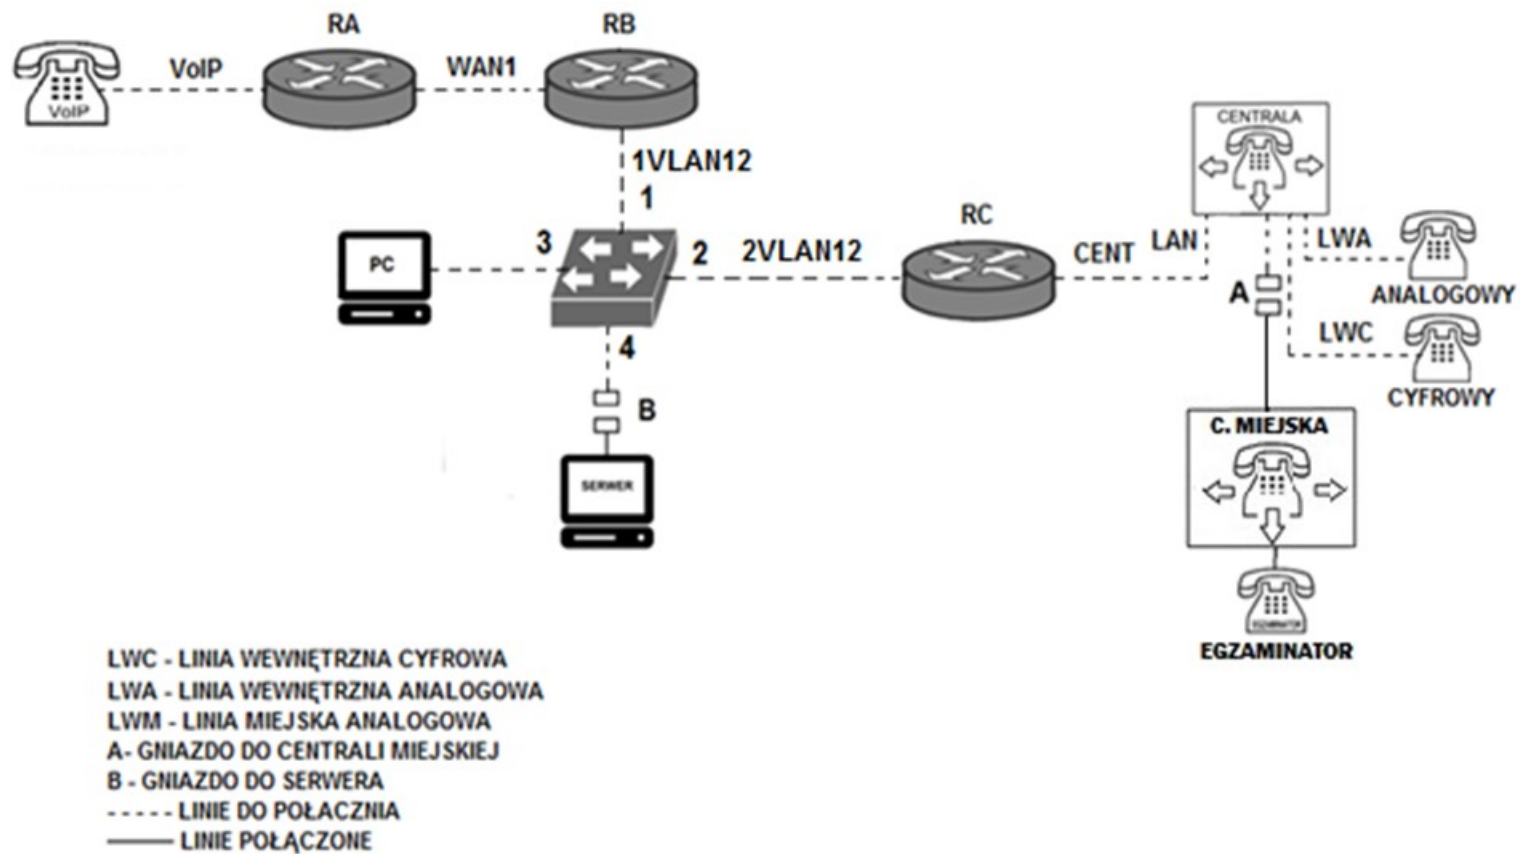 RA
RB
VoIP
WAN1
VoIP
1VLAN12
1
CENTRALA
PC
3
2
2VLAN12
RC
CENT
LAN
LWA
ANALOGOWY
A
LWC
CYFROWY
4
B
SERWER
C. MIEJSKA
EGZAMINATOR
EGZAMINATOR
LWC - LINIA WEWNĘTRZNA CYFROWA
LWA - LINIA WEWNĘTRZNA ANALOGOWA
LWM - LINIA MIEJSKA ANALOGOWA
A- GNIAZDO DO CENTRALI MIEJSKIEJ
B - GNIAZDO DO SERWERA
----- LINIE DO POŁACZNIA
——— LINIE POŁĄCZONE